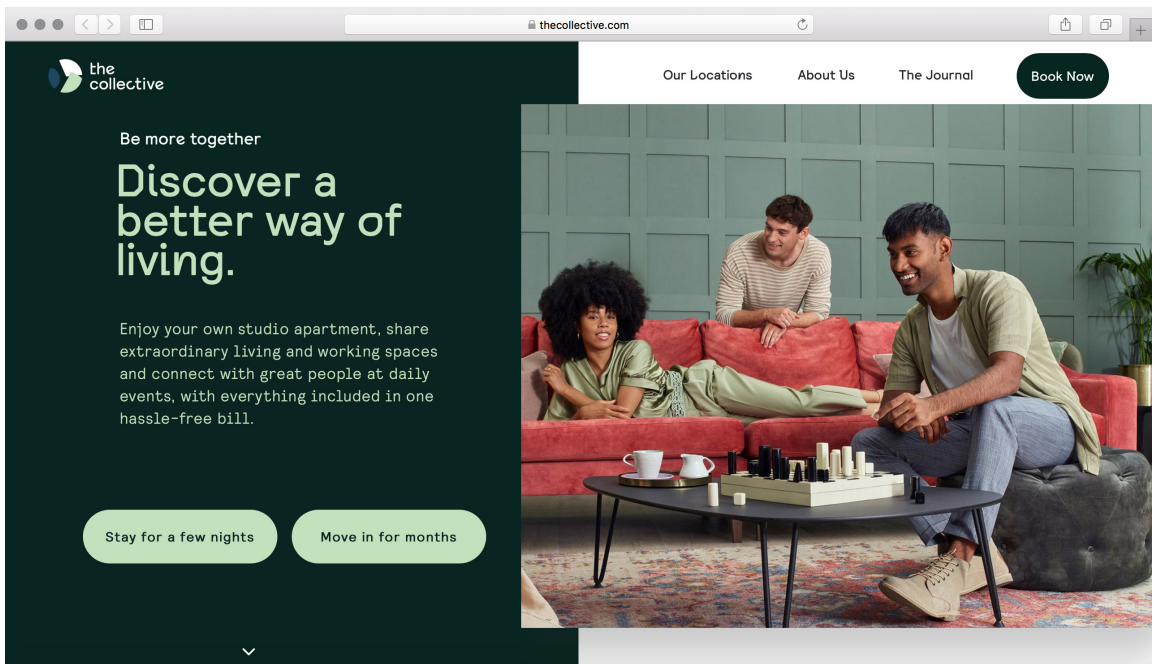 thecollective.com
the
collective
Our Locations
About Us
The Journal
Book Now
Be more together
Discover a
better way of
living.
Enjoy your own studio apartment, share
extraordinary living and working spaces
and connect with great people at daily
events, with everything included in one
hassle-free bill.
Stay for a few nights
Move in for months